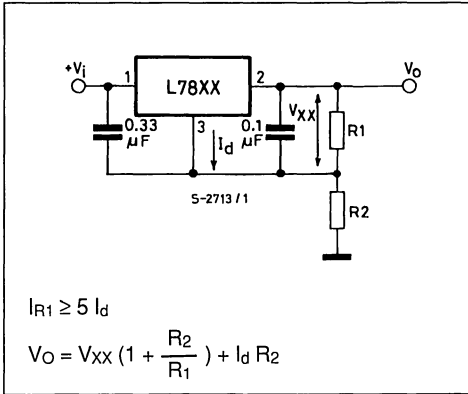 +Vi 1 L78XX 2 VO
3
0.33 µF
Id
0.1 µF
VXX
R1
R2
S-2713/1
IR1 ≥ 5 Id
VO = VXX (1 + R2/R1) + Id R2